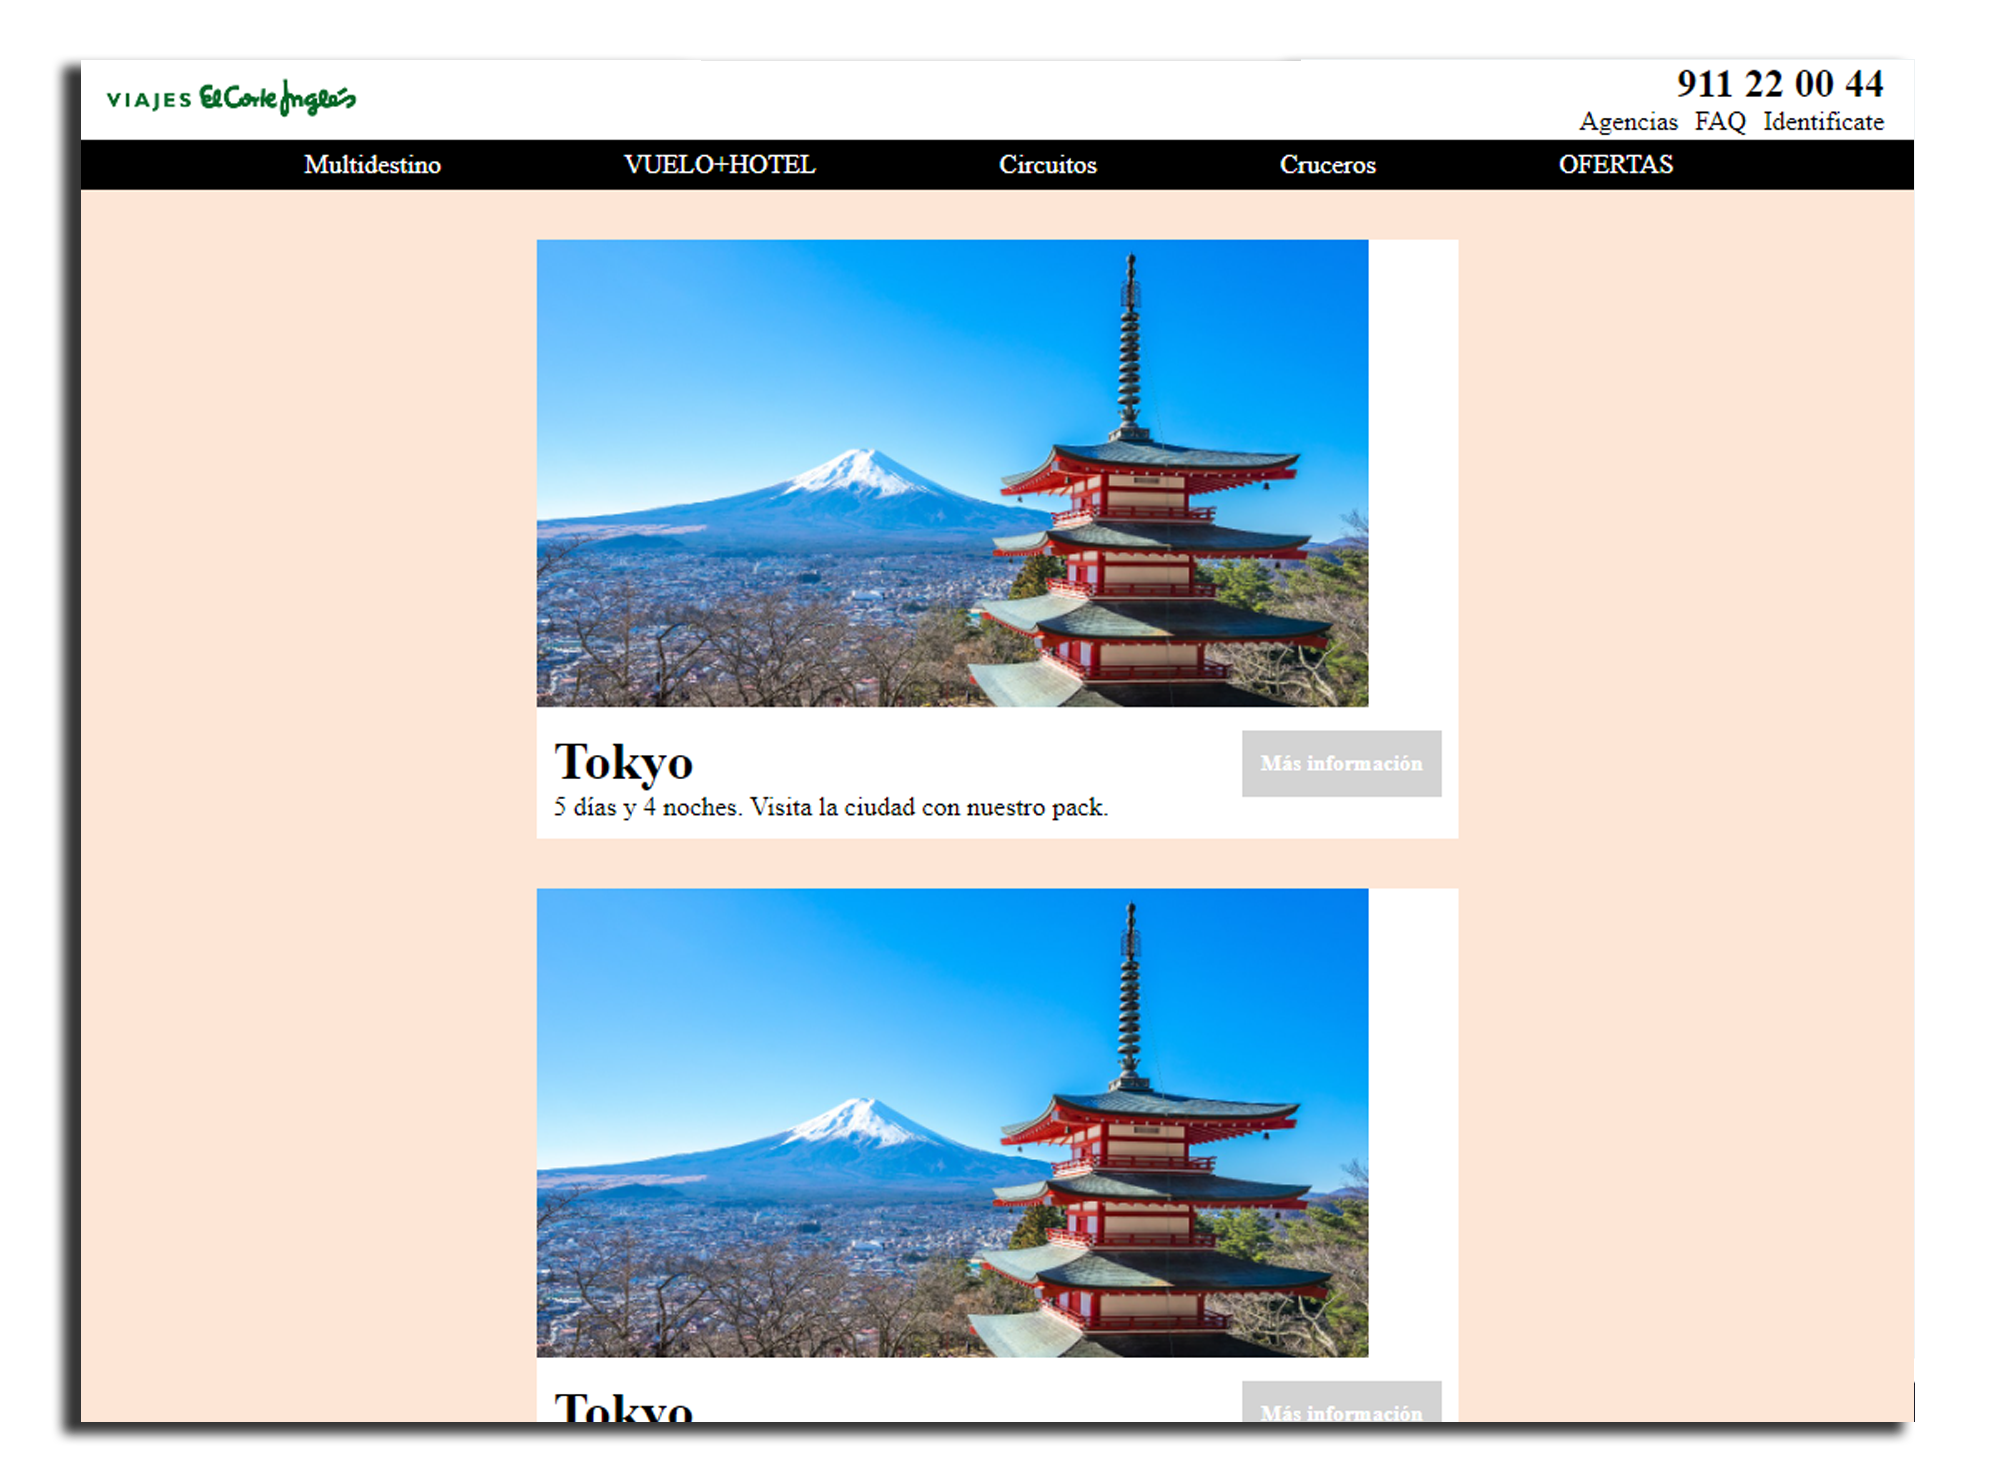 VIAJES El Corte Inglés
911 22 00 44
Agencias FAQ Identificate
Multidestino VUELO+HOTEL Circuitos Cruceros OFERTAS
Tokyo
Más información
5 días y 4 noches. Visita la ciudad con nuestro pack.
Tokyo
Más información